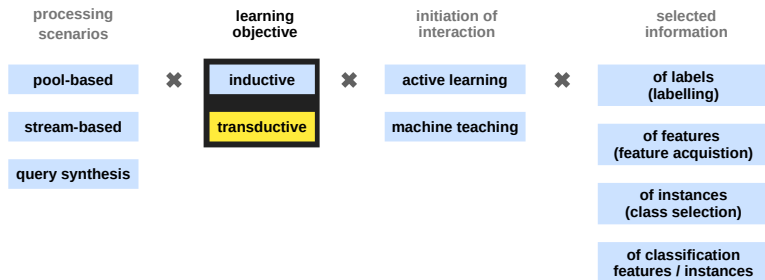 processing
scenarios
learning
objective
initiation of
interaction
selected
information
pool-based
✖
inductive
✖
active learning
✖
of labels
(labelling)
stream-based
transductive
machine teaching
of features
(feature acquistion)
query synthesis
of instances
(class selection)
of classification
features / instances